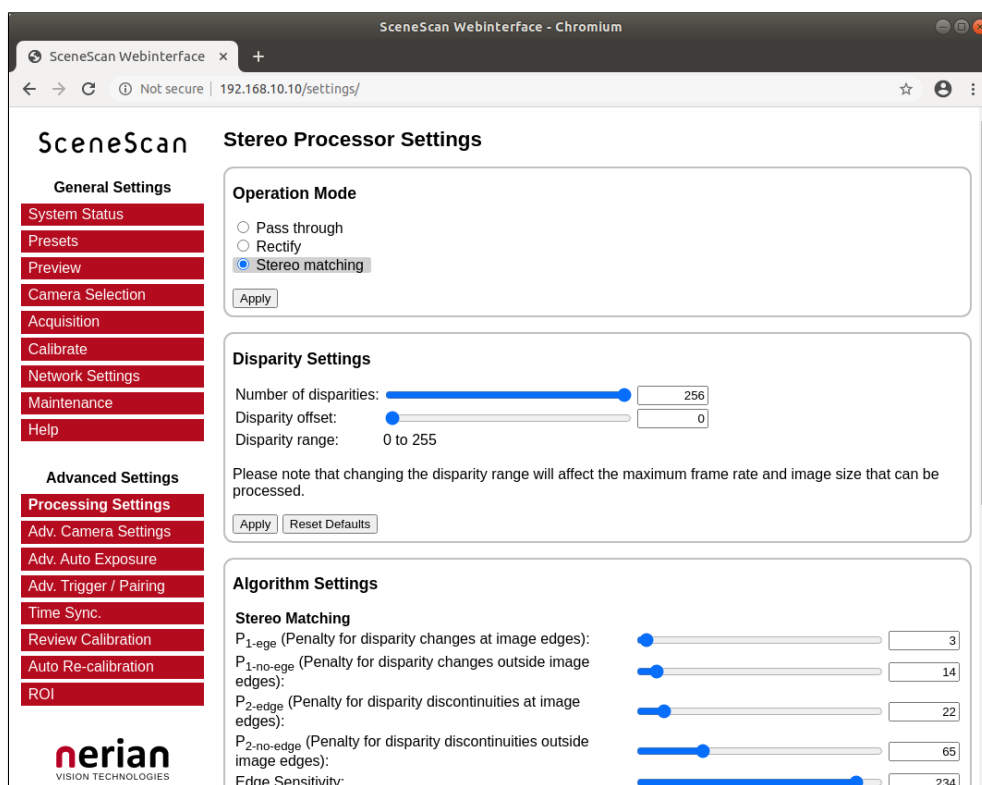 SceneScan Webinterface - Chromium
SceneScan Webinterface × +
Not secure | 192.168.10.10/settings/
SceneScan
General Settings
System Status
Presets
Preview
Camera Selection
Acquisition
Calibrate
Network Settings
Maintenance
Help
Advanced Settings
Processing Settings
Adv. Camera Settings
Adv. Auto Exposure
Adv. Trigger / Pairing
Time Sync.
Review Calibration
Auto Re-calibration
ROI
nerian
VISION TECHNOLOGIES
Stereo Processor Settings
Operation Mode
Pass through
Rectify
Stereo matching
Apply
Disparity Settings
Number of disparities: 256
Disparity offset: 0
Disparity range: 0 to 255
Please note that changing the disparity range will affect the maximum frame rate and image size that can be
processed.
Apply Reset Defaults
Algorithm Settings
Stereo Matching
P1-ege (Penalty for disparity changes at image edges): 3
P1-no-ege (Penalty for disparity changes outside image
edges): 14
P2-edge (Penalty for disparity discontinuities at image
edges): 22
P2-no-edge (Penalty for disparity discontinuities outside
image edges): 65
Edge Sensitivity: 234